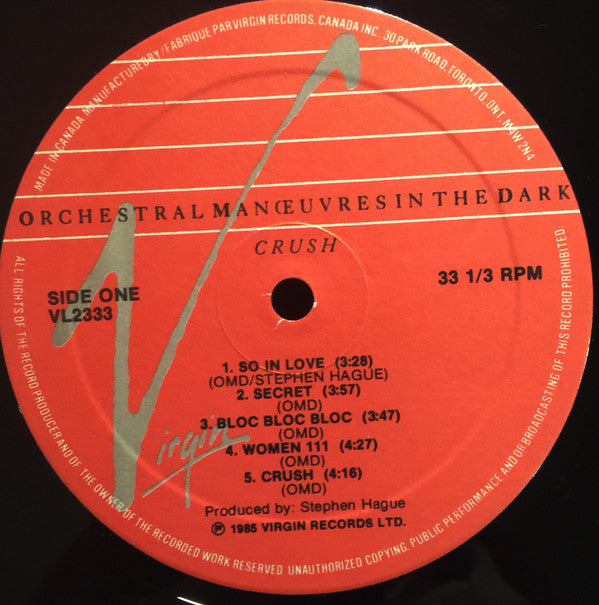 MADE IN CANADA. MANUFACTURED BY / FABRIQUE PAR VIRGIN RECORDS, CANADA INC., 30 PARK ROAD, TORONTO, ONT. M4W 2N4
ORCHESTRAL MANŒUVRES IN THE DARK
CRUSH
SIDE ONE
VL2333
33 1/3 RPM
1. SO IN LOVE (3:28)
(OMD/STEPHEN HAGUE)
2. SECRET (3:57)
(OMD)
3. BLOC BLOC BLOC (3:47)
(OMD)
4. WOMEN 111 (4:27)
(OMD)
5. CRUSH (4:16)
(OMD)
Virgin
Produced by: Stephen Hague
℗ 1985 VIRGIN RECORDS LTD.
ALL RIGHTS OF THE RECORD PRODUCER AND OF THE OWNER OF THE RECORDED WORK RESERVED. UNAUTHORIZED COPYING, PUBLIC PERFORMANCE AND/OR BROADCASTING OF THIS RECORD PROHIBITED